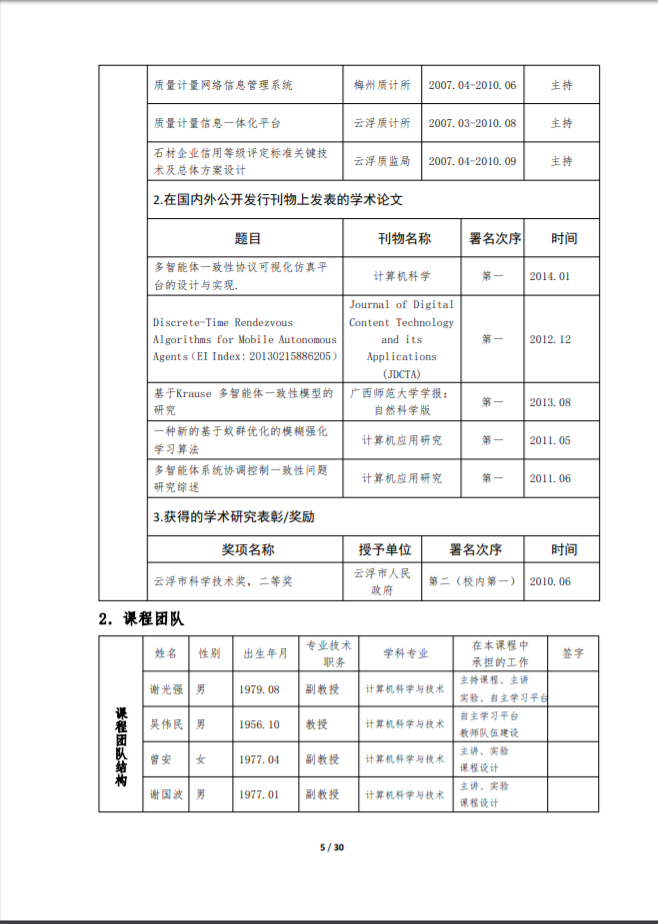 质量计量网络信息管理系统 梅州质计所 2007.04-2010.06 主持
质量计量信息一体化平台 云浮质计所 2007.03-2010.08 主持
石材企业信用等级评定标准关键技
术及总体方案设计 云浮质监局 2007.04-2010.09 主持
2.在国内外公开发行刊物上发表的学术论文
题目 刊物名称 署名次序 时间
多智能体一致性协议可视化仿真平
台的设计与实现. 计算机科学 第一 2014.01
Discrete-Time Rendezvous
Algorithms for Mobile Autonomous
Agents（EI Index: 20130215886205）
Journal of Digital
Content Technology
and its
Applications
(JDCTA)
第一 2012.12
基于Krause 多智能体一致性模型的
研究
广西师范大学学报：
自然科学版
第一 2013.08
一种新的基于蚁群优化的模糊强化
学习算法 计算机应用研究 第一 2011.05
多智能体系统协调控制一致性问题
研究综述 计算机应用研究 第一 2011.06
3.获得的学术研究表彰/奖励
奖项名称 授予单位 署名次序 时间
云浮市科学技术奖，二等奖
云浮市人民
政府
第二（校内第一） 2010.06
2. 课程团队
课程团队结构
姓名 性别 出生年月
专业技术
职务
学科专业
在本课程中
承担的工作
签字
谢光强 男 1979.08 副教授 计算机科学与技术
主持课程、主讲
实验、自主学习平台
吴伟民 男 1956.10 教授 计算机科学与技术
自主学习平台
教师队伍建设
曾安 女 1977.04 副教授 计算机科学与技术
主讲、实验
课程设计
谢国波 男 1977.01 副教授 计算机科学与技术
主讲、实验
课程设计
5 / 30